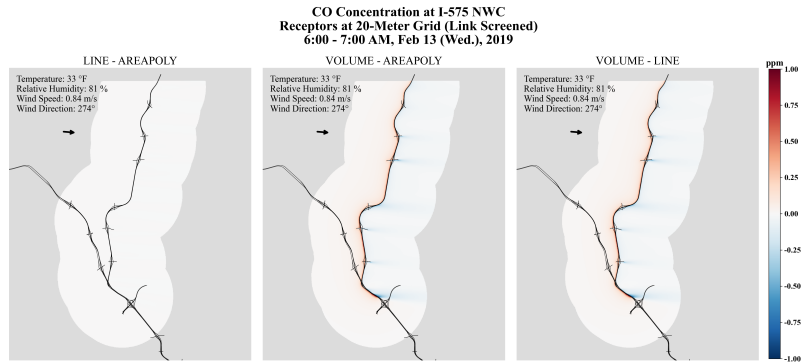 CO Concentration at I-575 NWC
Receptors at 20-Meter Grid (Link Screened)
6:00 - 7:00 AM, Feb 13 (Wed.), 2019
LINE - AREAPOLY
Temperature: 33 °F
Relative Humidity: 81 %
Wind Speed: 0.84 m/s
Wind Direction: 274°
VOLUME - AREAPOLY
Temperature: 33 °F
Relative Humidity: 81 %
Wind Speed: 0.84 m/s
Wind Direction: 274°
VOLUME - LINE
Temperature: 33 °F
Relative Humidity: 81 %
Wind Speed: 0.84 m/s
Wind Direction: 274°
ppm
1.00
0.75
0.50
0.25
0.00
-0.25
-0.50
-0.75
-1.00